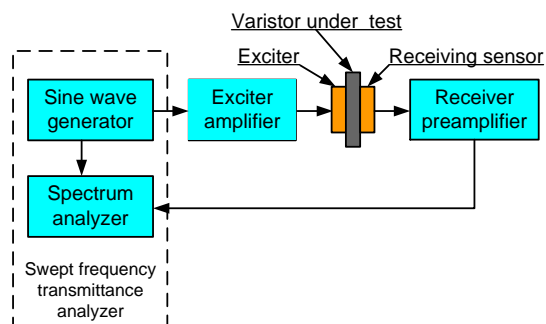 Varistor under test
Exciter
Receiving sensor
Sine wave
generator
Exciter
amplifier
Receiver
preamplifier
Spectrum
analyzer
Swept frequency
transmittance
analyzer